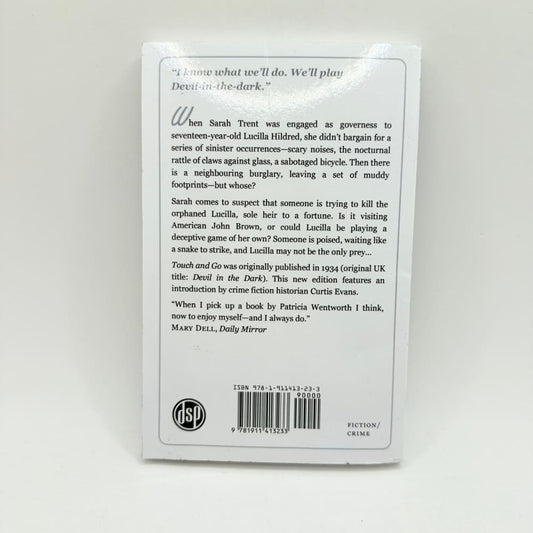 “I know what we’ll do. We’ll play
Devil-in-the-dark.”
When Sarah Trent was engaged as governess to
seventeen-year-old Lucilla Hildred, she didn’t bargain for a
series of sinister occurrences—scary noises, the nocturnal
rattle of claws against glass, a sabotaged bicycle. Then there
is a neighbouring burglary, leaving a set of muddy
footprints—but whose?
Sarah comes to suspect that someone is trying to kill the
orphaned Lucilla, sole heir to a fortune. Is it visiting
American John Brown, or could Lucilla be playing a
deceptive game of her own? Someone is poised, waiting like
a snake to strike, and Lucilla may not be the only prey...
Touch and Go was originally published in 1934 (original UK
title: Devil in the Dark). This new edition features an
introduction by crime fiction historian Curtis Evans.
“When I pick up a book by Patricia Wentworth I think,
now to enjoy myself—and I always do.”
MARY DELL, Daily Mirror
ISBN 978-1-911413-23-3
90000
dsp
9 781911 413233
FICTION/
CRIME